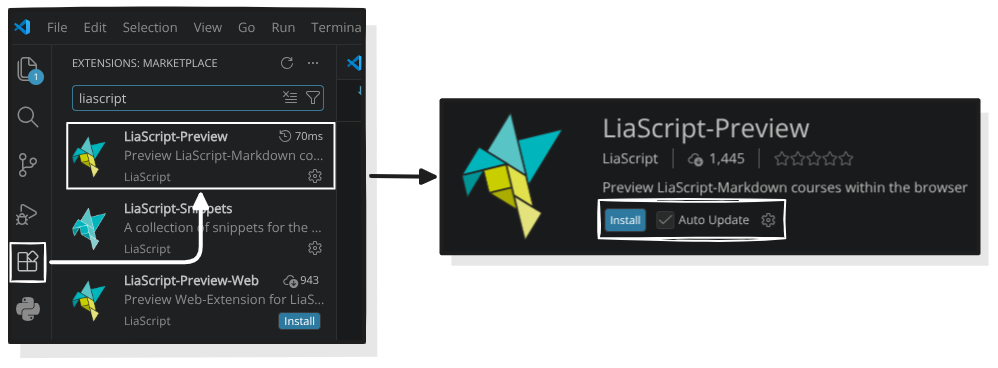 File Edit Selection View Go Run Termina
EXTENSIONS: MARKETPLACE
1
liascript
LiaScript-Preview 70ms
Preview LiaScript-Markdown co...
LiaScript
LiaScript-Snippets
A collection of snippets for the ...
LiaScript
LiaScript-Preview-Web 943
Preview Web-Extension for LiaS...
LiaScript Install
LiaScript-Preview
LiaScript 1,445
Preview LiaScript-Markdown courses within the browser
Install Auto Update